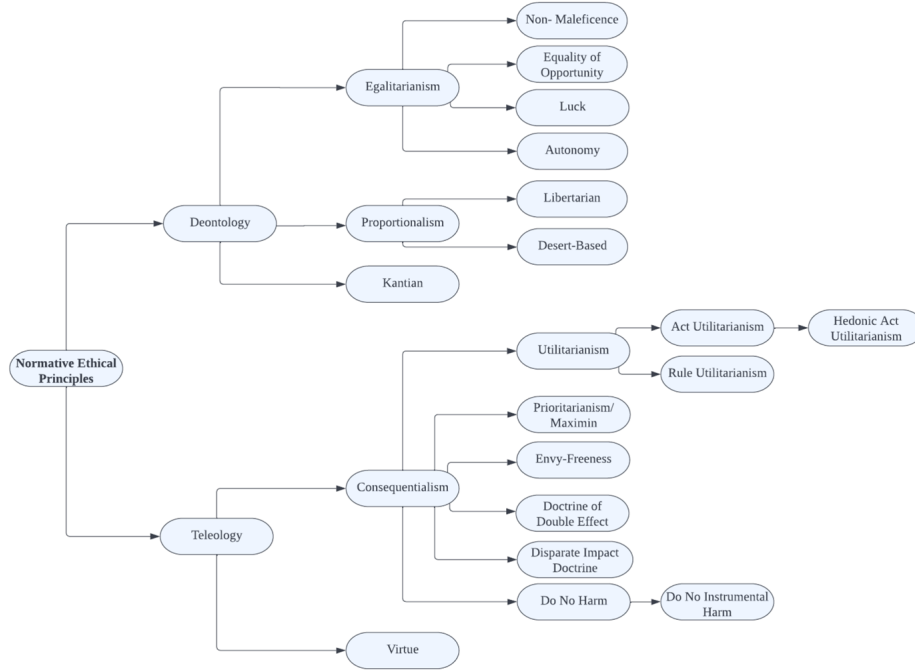 Non- Maleficence
Equality of
Opportunity
Egalitarianism
Luck
Autonomy
Libertarian
Deontology
Proportionalism
Desert-Based
Kantian
Hedonic Act
Utilitarianism
Act Utilitarianism
Utilitarianism
Normative Ethical
Principles
Rule Utilitarianism
Prioritarianism/
Maximin
Envy-Freeness
Consequentialism
Doctrine of
Double Effect
Teleology
Disparate Impact
Doctrine
Do No Harm
Do No Instrumental
Harm
Virtue